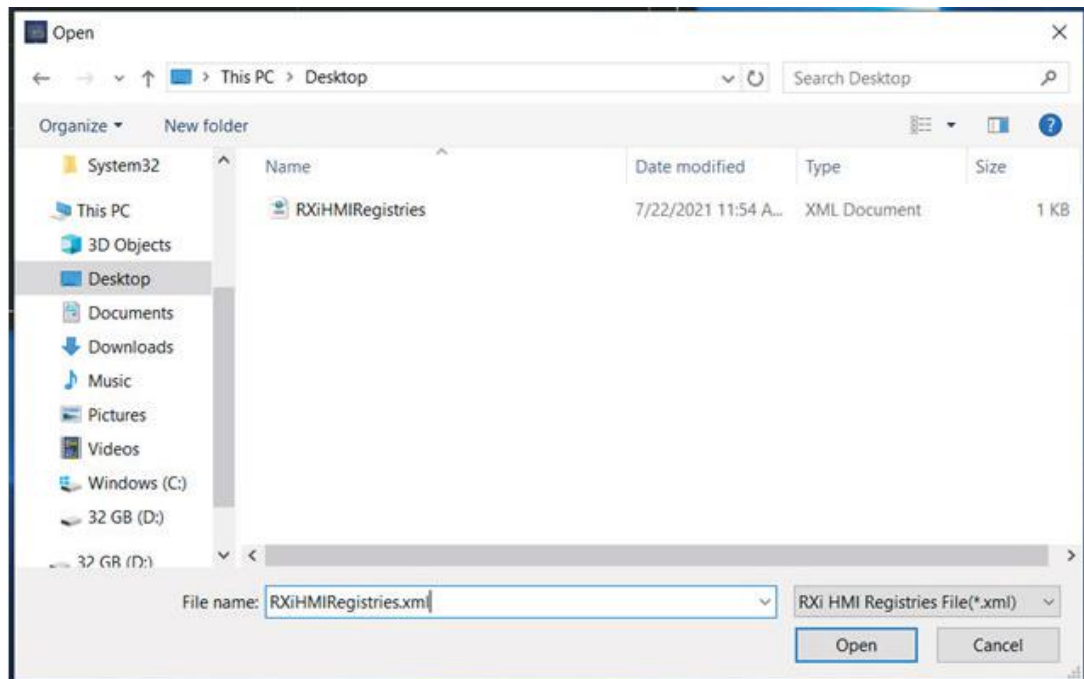 Open
This PC > Desktop
Search Desktop
Organize
New folder
Name
Date modified
Type
Size
System32
This PC
3D Objects
Desktop
Documents
Downloads
Music
Pictures
Videos
Windows (C:)
32 GB (D:)
32 GB (D:)
RXiHMIRegistries
7/22/2021 11:54 A...
XML Document
1 KB
File name: RXiHMIRegistries.xml
RXi HMI Registries File(*.xml)
Open
Cancel